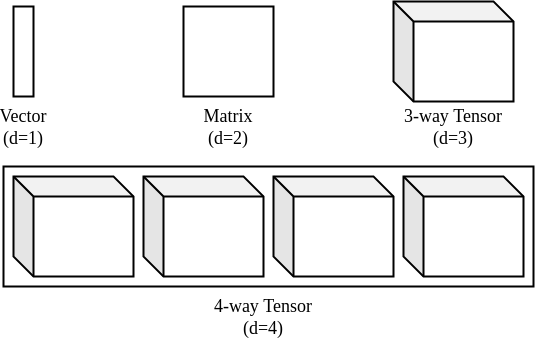 Vector
(d=1)
Matrix
(d=2)
3-way Tensor
(d=3)
4-way Tensor
(d=4)